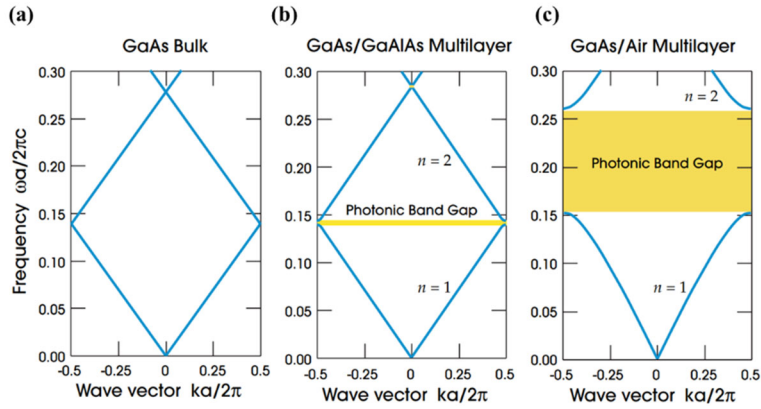 (a)
GaAs Bulk
Frequency ωa/2πc
0.30
0.25
0.20
0.15
0.10
0.05
0.00
-0.5
-0.25
0
0.25
0.5
Wave vector ka/2π
(b)
GaAs/GaAlAs Multilayer
0.30
0.25
0.20
0.15
0.10
0.05
0.00
n = 2
Photonic Band Gap
n = 1
-0.5
-0.25
0
0.25
0.5
Wave vector ka/2π
(c)
GaAs/Air Multilayer
0.30
0.25
0.20
0.15
0.10
0.05
0.00
n = 2
Photonic Band Gap
n = 1
-0.5
-0.25
0
0.25
0.5
Wave vector ka/2π